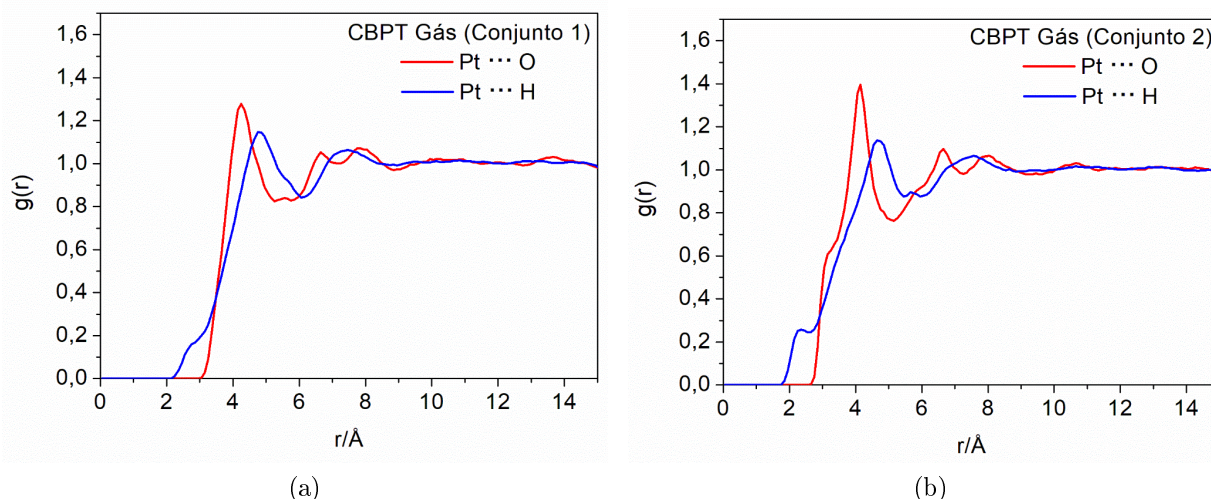 CBPT Gás (Conjunto 1)
Pt ··· O
Pt ··· H
1,6
1,4
1,2
1,0
0,8
0,6
0,4
0,2
0,0
g(r)
0 2 4 6 8 10 12 14
r/Å
(a)
CBPT Gás (Conjunto 2)
Pt ··· O
Pt ··· H
1,6
1,4
1,2
1,0
0,8
0,6
0,4
0,2
0,0
g(r)
0 2 4 6 8 10 12 14
r/Å
(b)